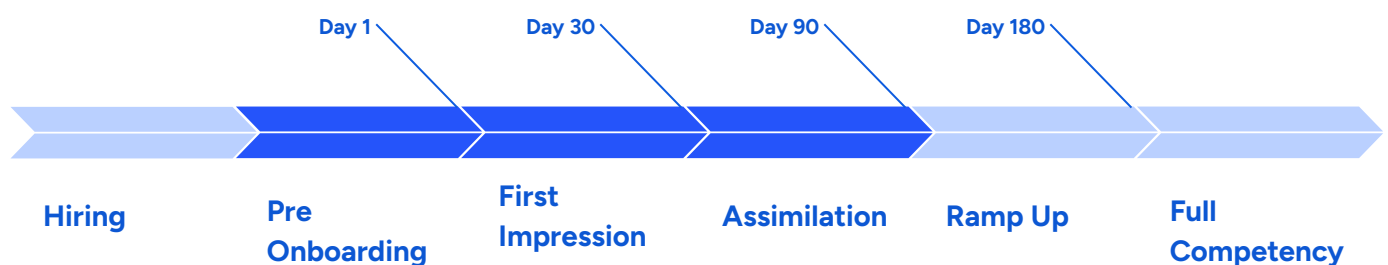 Day 1
Day 30
Day 90
Day 180
Hiring
Pre
Onboarding
First
Impression
Assimilation
Ramp Up
Full
Competency